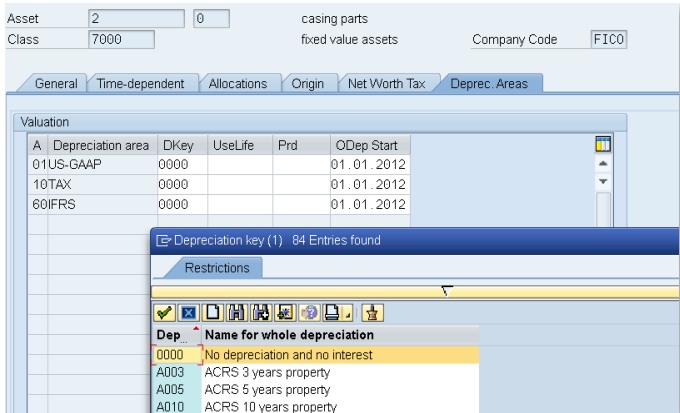 Asset 2 0 casing parts
Class 7000 fixed value assets Company Code FICO
General Time-dependent Allocations Origin Net Worth Tax Deprec. Areas
Valuation
A Depreciation area DKey UseLife Prd ODep Start
01 US-GAAP 0000 01.01.2012
10 TAX 0000 01.01.2012
60 IFRS 0000 01.01.2012
Depreciation key (1) 84 Entries found
Restrictions
Dep... Name for whole depreciation
0000 No depreciation and no interest
A003 ACRS 3 years property
A005 ACRS 5 years property
A010 ACRS 10 years property